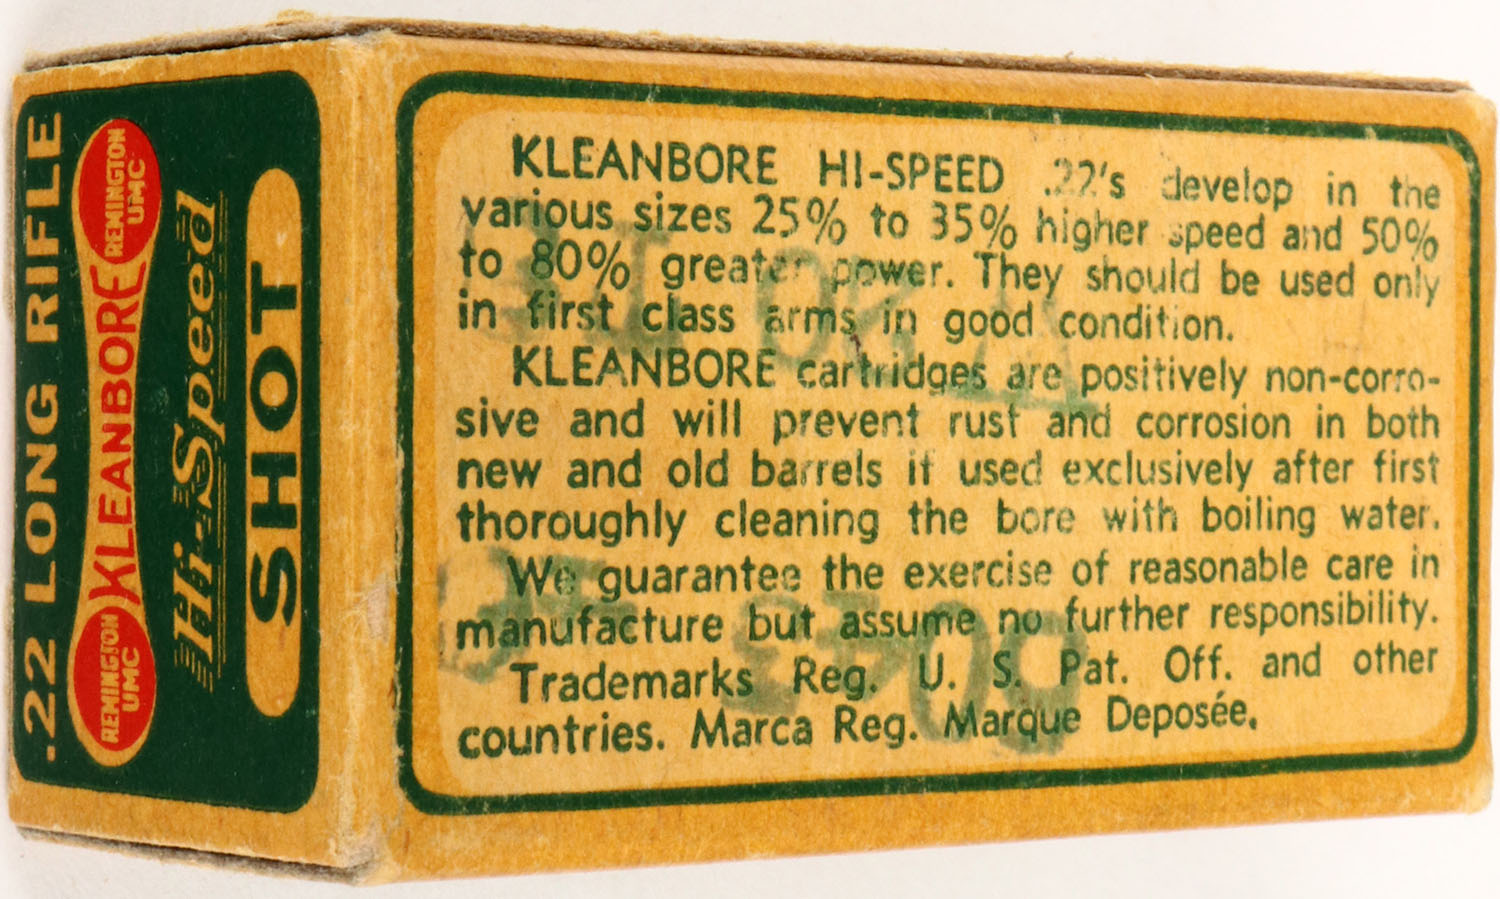 .22 LONG RIFLE
REMINGTON
UMC
KLEANBORE
REMINGTON
UMC
Hi-Speed
SHOT
KLEANBORE HI-SPEED .22's develop in the
various sizes 25% to 35% higher speed and 50%
to 80% greater power. They should be used only
in first class arms in good condition.
KLEANBORE cartridges are positively non-corro-
sive and will prevent rust and corrosion in both
new and old barrels if used exclusively after first
thoroughly cleaning the bore with boiling water.
We guarantee the exercise of reasonable care in
manufacture but assume no further responsibility.
Trademarks Reg. U. S. Pat. Off. and other
countries. Marca Reg. Marque Deposée.